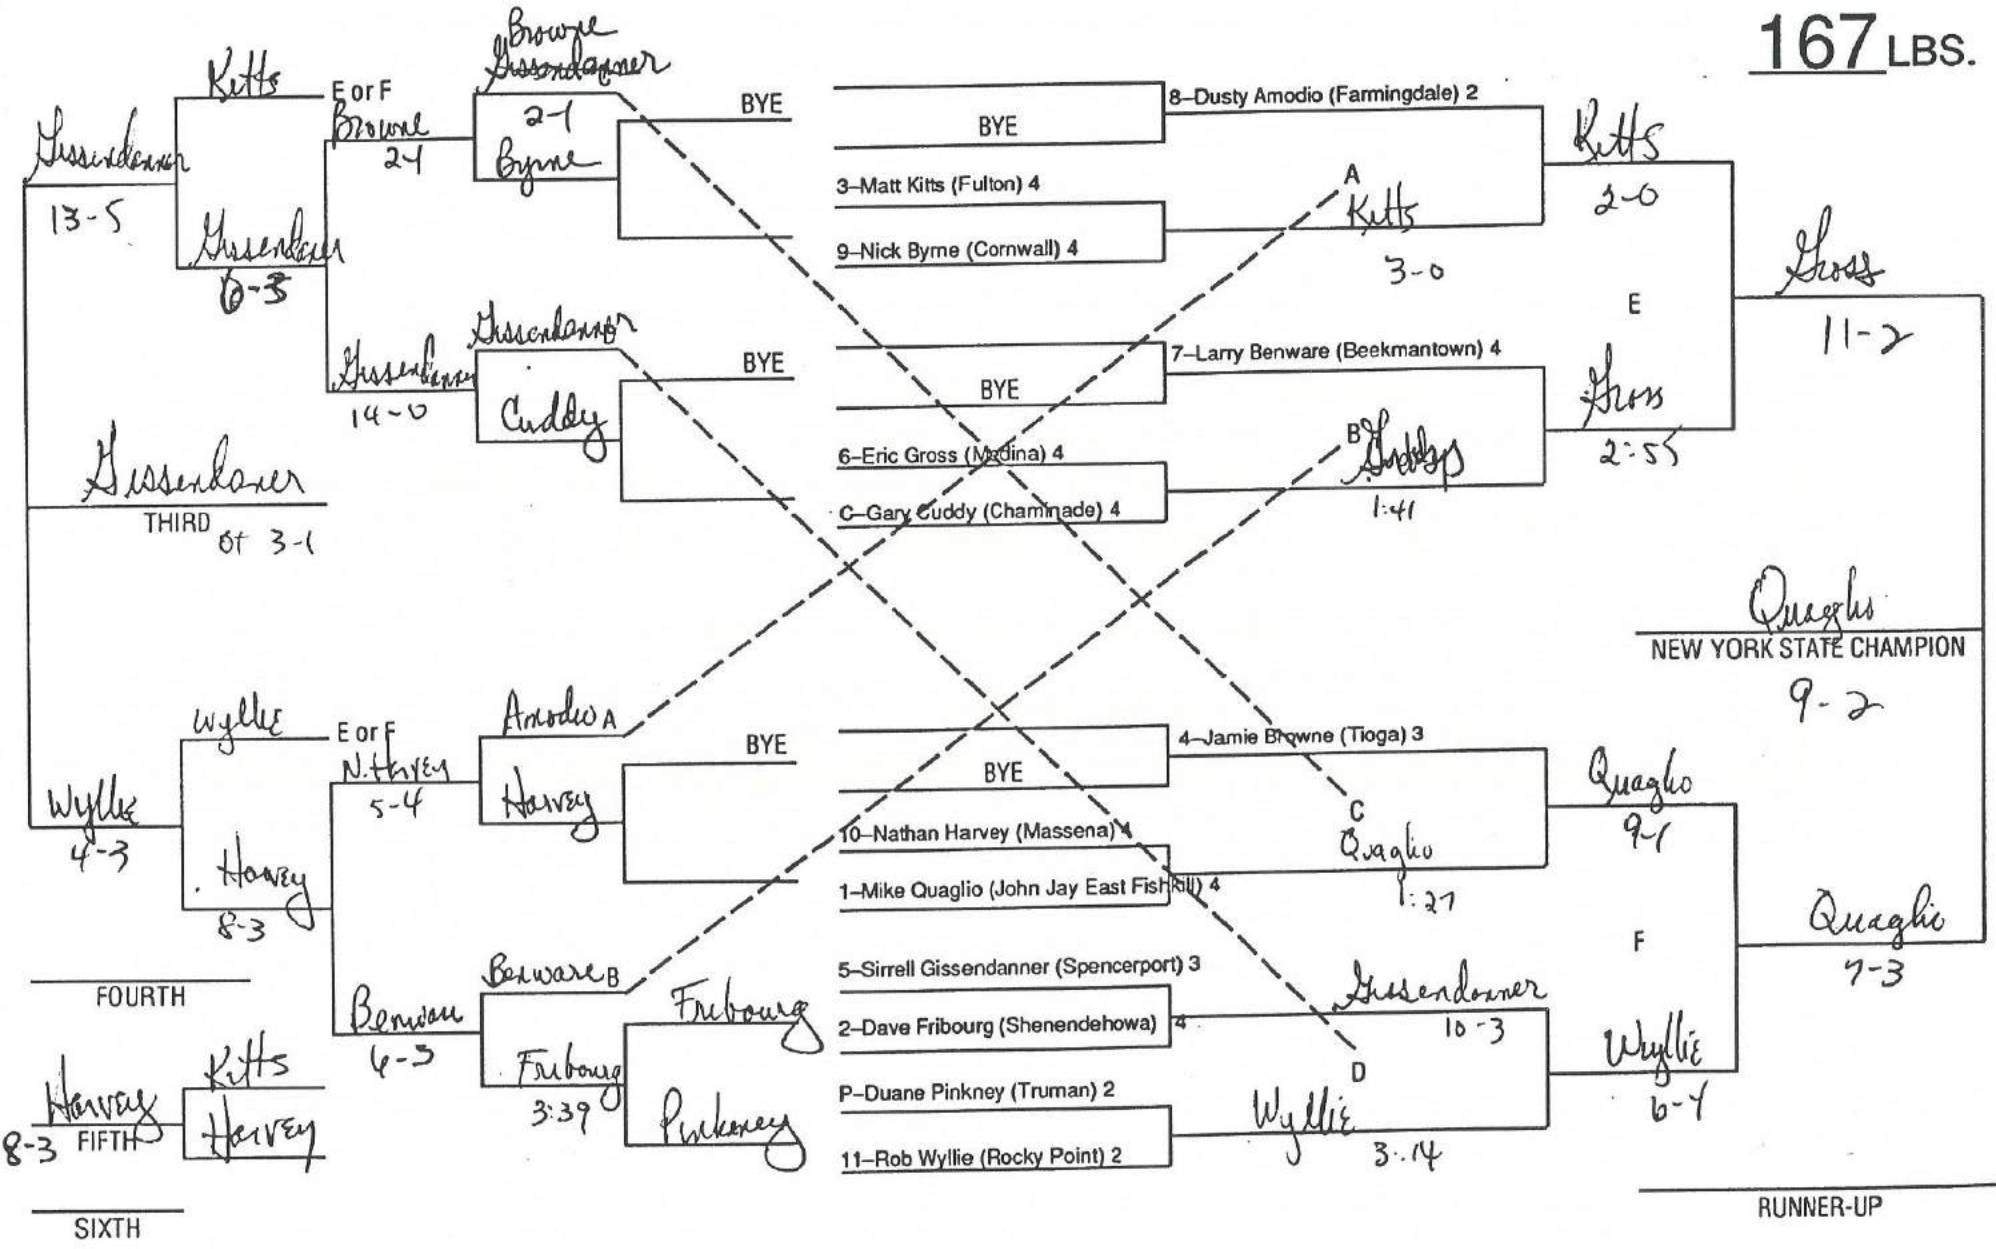 167 LBS.
Browne
Gissendanner C
Kitts
E or F
BYE
8–Dusty Amodio (Farmingdale) 2
Browne
2-1
2-1
BYE
Kitts
Gissendanner
Byrne
3–Matt Kitts (Fulton) 4
A
Kitts
2-0
13-5
Gissendaner
9–Nick Byrne (Cornwall) 4
3-0
Gross
6-3
E
11-2
Gissendanner D
BYE
7–Larry Benware (Beekmantown) 4
Gissendanner
BYE
Gross
14-0
Cuddy
6–Eric Gross (Medina) 4
B
2:55
Gissendaner
C–Gary Cuddy (Chaminade) 4
1:41
THIRD
ot 3-1
Quaglio
NEW YORK STATE CHAMPION
9-2
Wyllie
E or F
Amodio A
BYE
4–Jamie Browne (Tioga) 3
N. Harvey
BYE
Quaglio
Wyllie
5-4
Harvey
10–Nathan Harvey (Massena) 4
C
9-1
4-3
Harvey
1–Mike Quaglio (John Jay East Fishkill) 4
Quaglio
1:27
8-3
Quaglio
F
7-3
FOURTH
Benware B
5–Sirrell Gissendanner (Spencerport) 3
Gissendanner
Benware
Fribourg
2–Dave Fribourg (Shenendehowa) 4
10-3
6-3
Fribourg
D
Wyllie
Kitts
3:39
P–Duane Pinkney (Truman) 2
6-4
Harvey
Pinkeney
Wyllie
8-3 FIFTH
Harvey
11–Rob Wyllie (Rocky Point) 2
3:14
SIXTH
RUNNER-UP